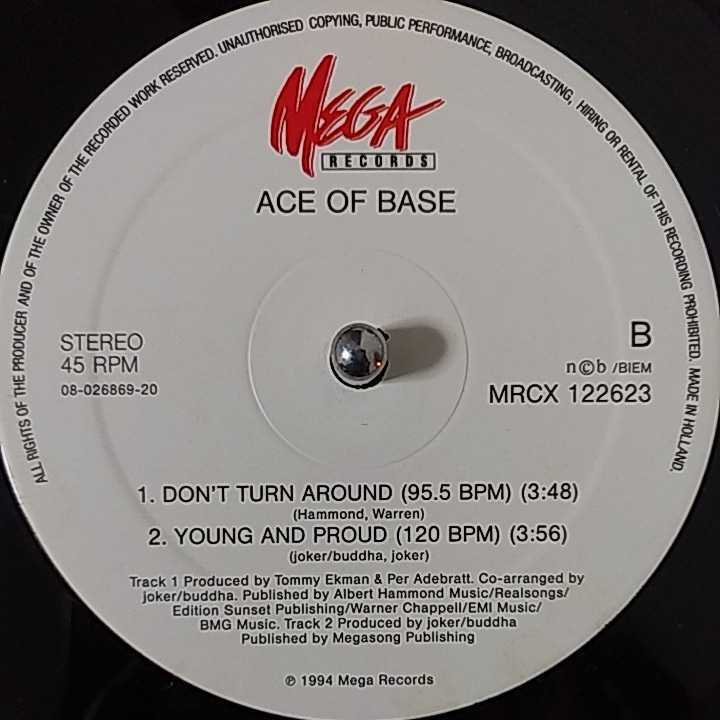 ALL RIGHTS OF THE PRODUCER AND OF THE OWNER OF THE RECORDED WORK RESERVED. UNAUTHORISED COPYING, PUBLIC PERFORMANCE, BROADCASTING, HIRING OR RENTAL OF THIS RECORDING PROHIBITED. MADE IN HOLLAND.
MEGA
RECORDS
ACE OF BASE
STEREO
45 RPM
08-026869-20
B
n©b /BIEM
MRCX 122623
1. DON'T TURN AROUND (95.5 BPM) (3:48)
(Hammond, Warren)
2. YOUNG AND PROUD (120 BPM) (3:56)
(joker/buddha, joker)
Track 1 Produced by Tommy Ekman & Per Adebratt. Co-arranged by
joker/buddha. Published by Albert Hammond Music/Realsongs/
Edition Sunset Publishing/Warner Chappell/EMI Music/
BMG Music. Track 2 Produced by joker/buddha
Published by Megasong Publishing
℗ 1994 Mega Records